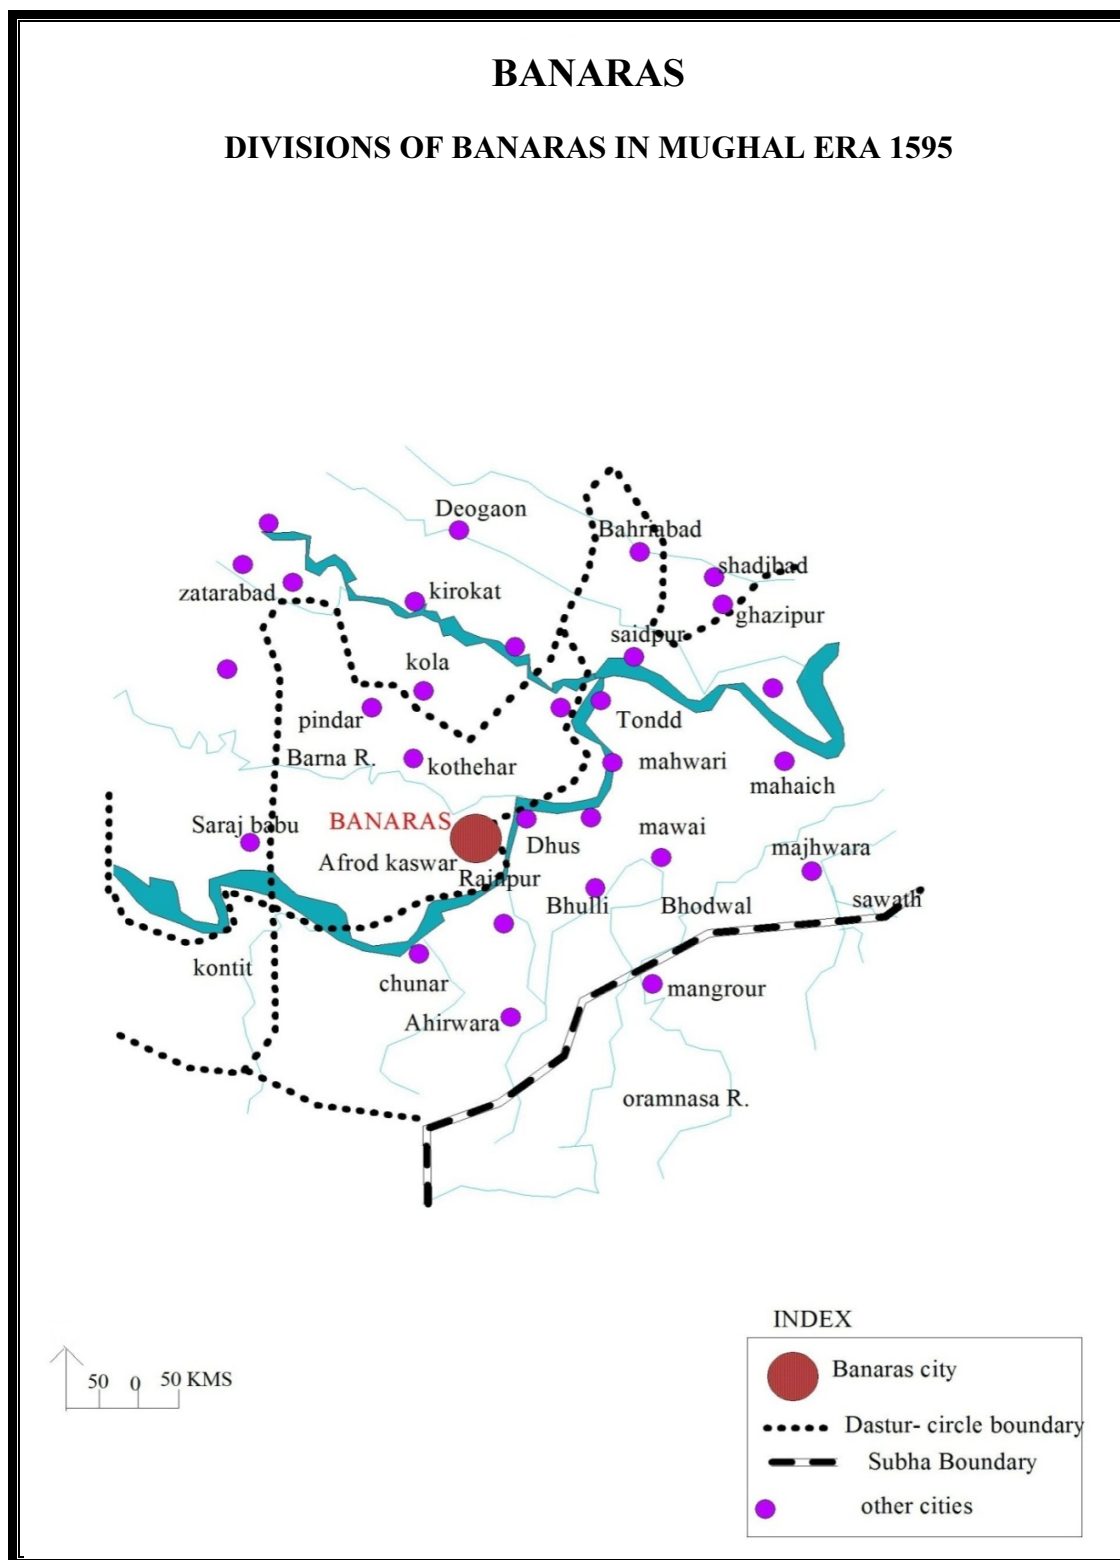 BANARAS
DIVISIONS OF BANARAS IN MUGHAL ERA 1595
Deogaon
Bahriabad
shadibad
zatarabad
kirokat
ghazipur
saidpur
kola
pindar
Tondd
Barna R.
kothehar
mahwari
mahaich
Saraj babu
BANARAS
Dhus
mawai
majhwara
Afrod kaswar
Rainpur
Bhulli
Bhodwal
sawath
kontit
chunar
mangrour
Ahirwara
oramnasa R.
INDEX
Banaras city
50 0 50 KMS
Dastur- circle boundary
Subha Boundary
other cities